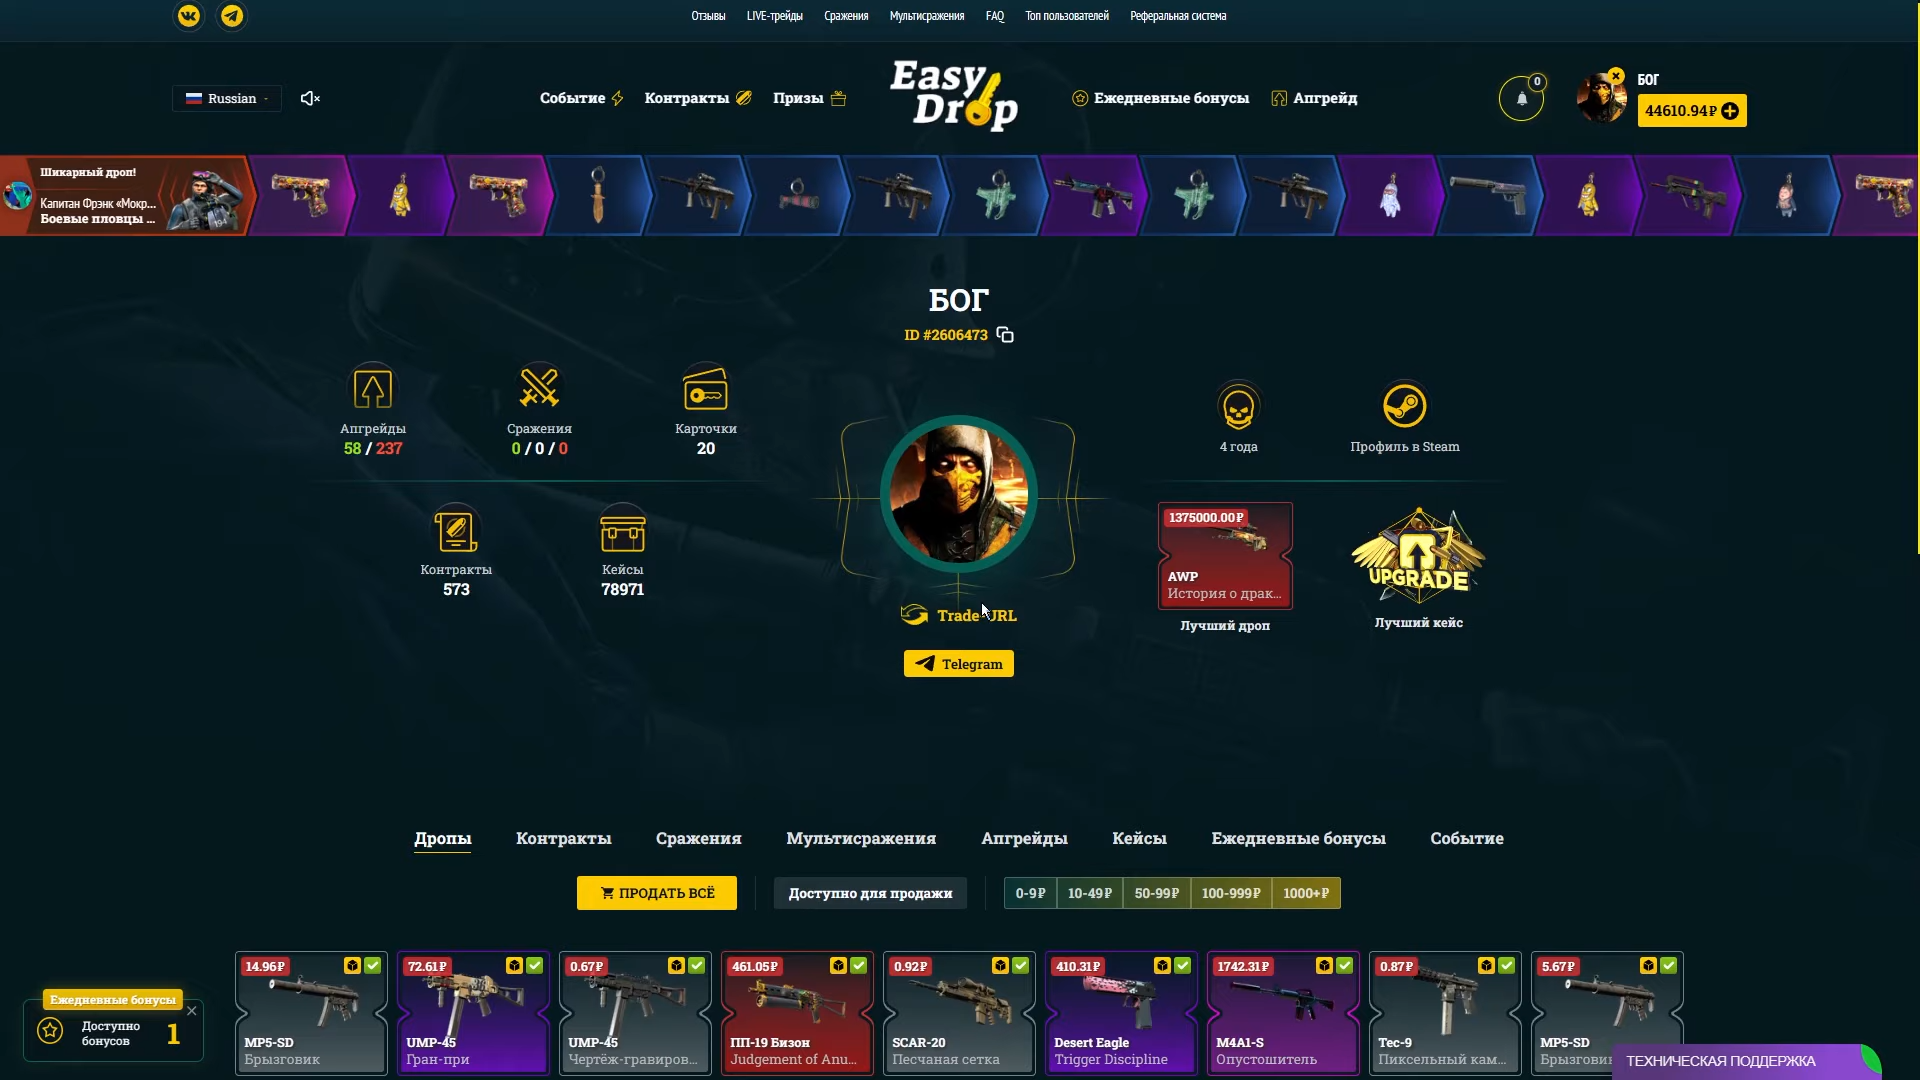 Отзывы LIVE-трейды Сражения Мультисражения FAQ Топ пользователей Реферальная система
Russian
Событие Контракты Призы
Easy
Drop
Ежедневные бонусы Апгрейд
0
БОГ
44610.94₽
Шикарный дроп!
Капитан Фрэнк «Мокр...
Боевые пловцы ...
БОГ
ID #2606473
Апгрейды
58 / 237
Сражения
0 / 0 / 0
Карточки
20
Контракты
573
Кейсы
78971
Trade-URL
Telegram
4 года
Профиль в Steam
1375000.00₽
AWP
История о драк...
Лучший дроп
UPGRADE
Лучший кейс
Дропы Контракты Сражения Мультисражения Апгрейды Кейсы Ежедневные бонусы Событие
ПРОДАТЬ ВСЁ
Доступно для продажи
0-9₽ 10-49₽ 50-99₽ 100-999₽ 1000+₽
14.96₽
MP5-SD
Брызговик
72.61₽
UMP-45
Гран-при
0.67₽
UMP-45
Чертёж-гравиров...
461.05₽
ПП-19 Бизон
Judgement of Anu...
0.92₽
SCAR-20
Песчаная сетка
410.31₽
Desert Eagle
Trigger Discipline
1742.31₽
M4A1-S
Опустошитель
0.87₽
Tec-9
Пиксельный кам...
5.67₽
MP5-SD
Брызгови
Ежедневные бонусы
Доступно
бонусов
1
ТЕХНИЧЕСКАЯ ПОДДЕРЖКА